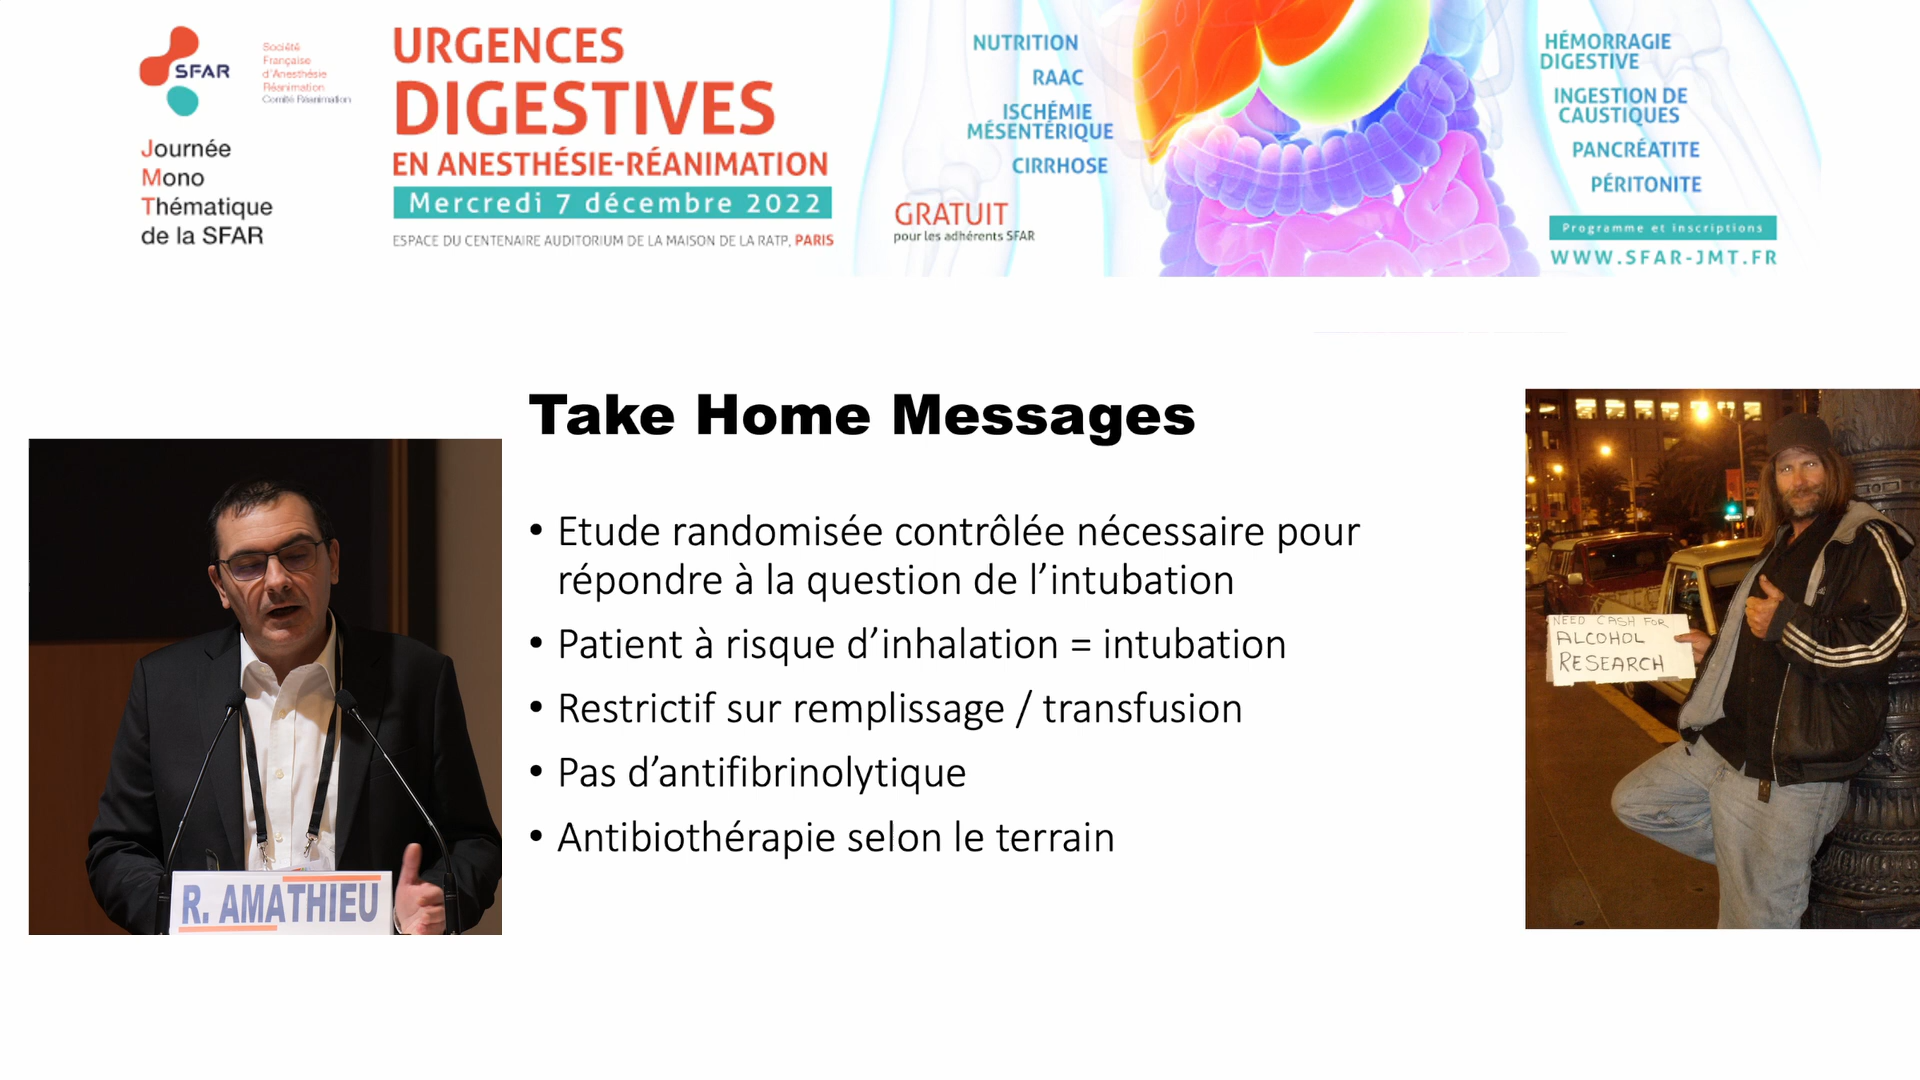 SFAR
Société
Française
d'Anesthésie
Réanimation
Comité Réanimation
Journée
Mono
Thématique
de la SFAR
URGENCES
DIGESTIVES
EN ANESTHÉSIE-RÉANIMATION
Mercredi 7 décembre 2022
ESPACE DU CENTENAIRE AUDITORIUM DE LA MAISON DE LA RATP, PARIS
NUTRITION
RAAC
ISCHÉMIE
MÉSENTÉRIQUE
CIRRHOSE
GRATUIT
pour les adhérents SFAR
HÉMORRAGIE
DIGESTIVE
INGESTION DE
CAUSTIQUES
PANCRÉATITE
PÉRITONITE
Programme et inscriptions
WWW.SFAR-JMT.FR
Take Home Messages
• Etude randomisée contrôlée nécessaire pour
répondre à la question de l’intubation
• Patient à risque d’inhalation = intubation
• Restrictif sur remplissage / transfusion
• Pas d’antifibrinolytique
• Antibiothérapie selon le terrain
R. AMATHIEU
NEED CASH FOR
ALCOHOL
RESEARCH